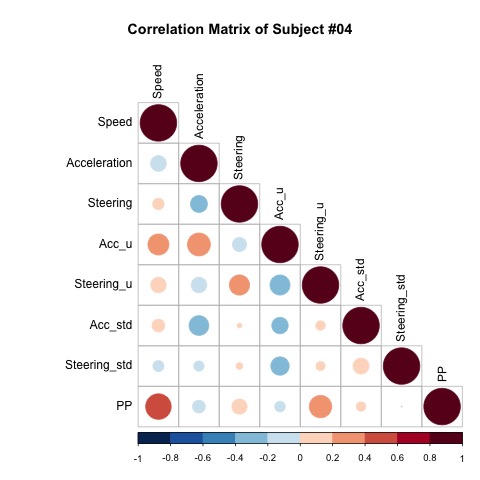 Correlation Matrix of Subject #04
Speed
Acceleration
Steering
Acc_u
Steering_u
Acc_std
Steering_std
PP
Speed
Acceleration
Steering
Acc_u
Steering_u
Acc_std
Steering_std
PP
-1 -0.8 -0.6 -0.4 -0.2 0 0.2 0.4 0.6 0.8 1